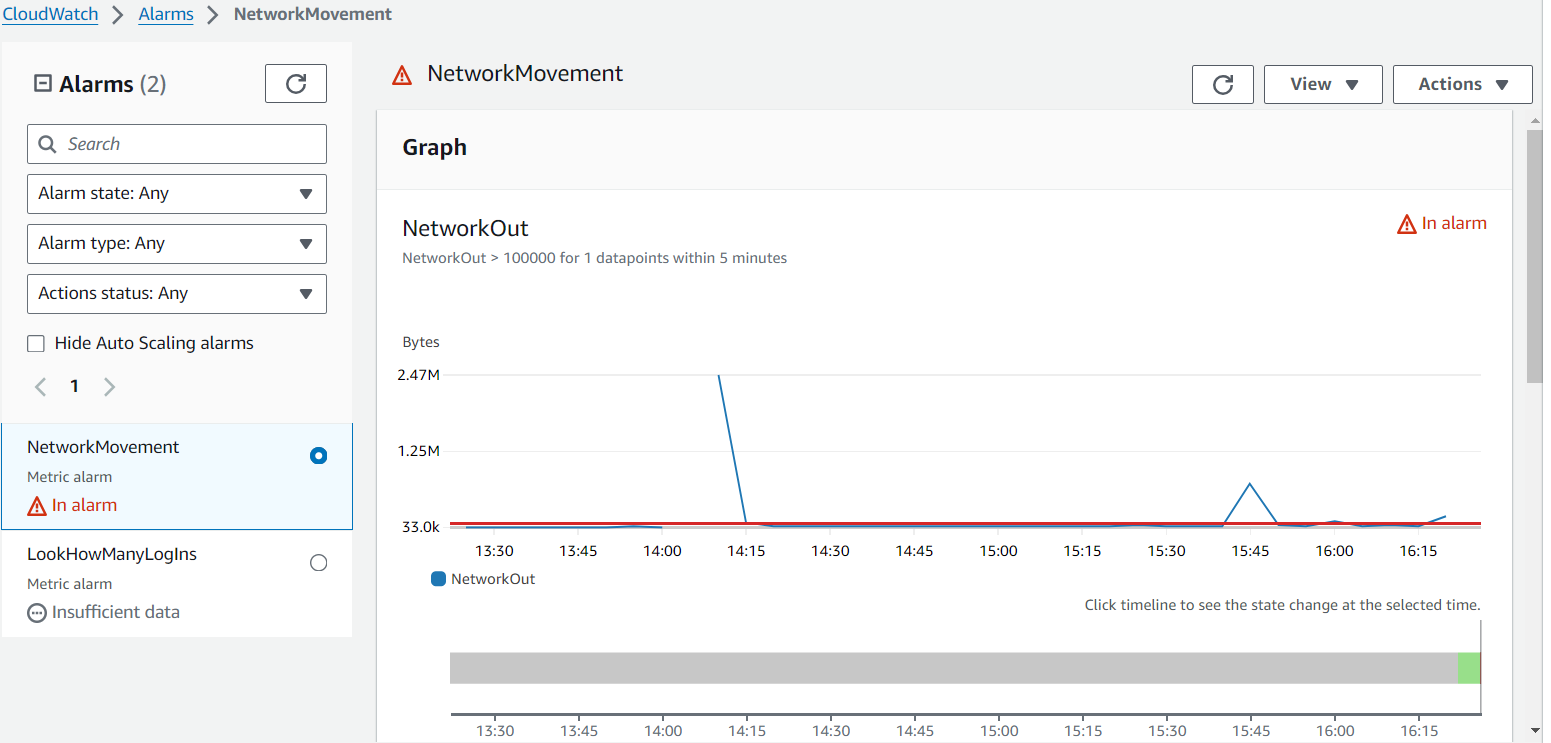 CloudWatch > Alarms > NetworkMovement
Alarms (2)
Search
Alarm state: Any
Alarm type: Any
Actions status: Any
Hide Auto Scaling alarms
1
NetworkMovement
Metric alarm
In alarm
LookHowManyLogIns
Metric alarm
Insufficient data
NetworkMovement
View
Actions
Graph
NetworkOut
In alarm
NetworkOut > 100000 for 1 datapoints within 5 minutes
Bytes
2.47M
1.25M
33.0k
13:30 13:45 14:00 14:15 14:30 14:45 15:00 15:15 15:30 15:45 16:00 16:15
NetworkOut
Click timeline to see the state change at the selected time.
13:30 13:45 14:00 14:15 14:30 14:45 15:00 15:15 15:30 15:45 16:00 16:15